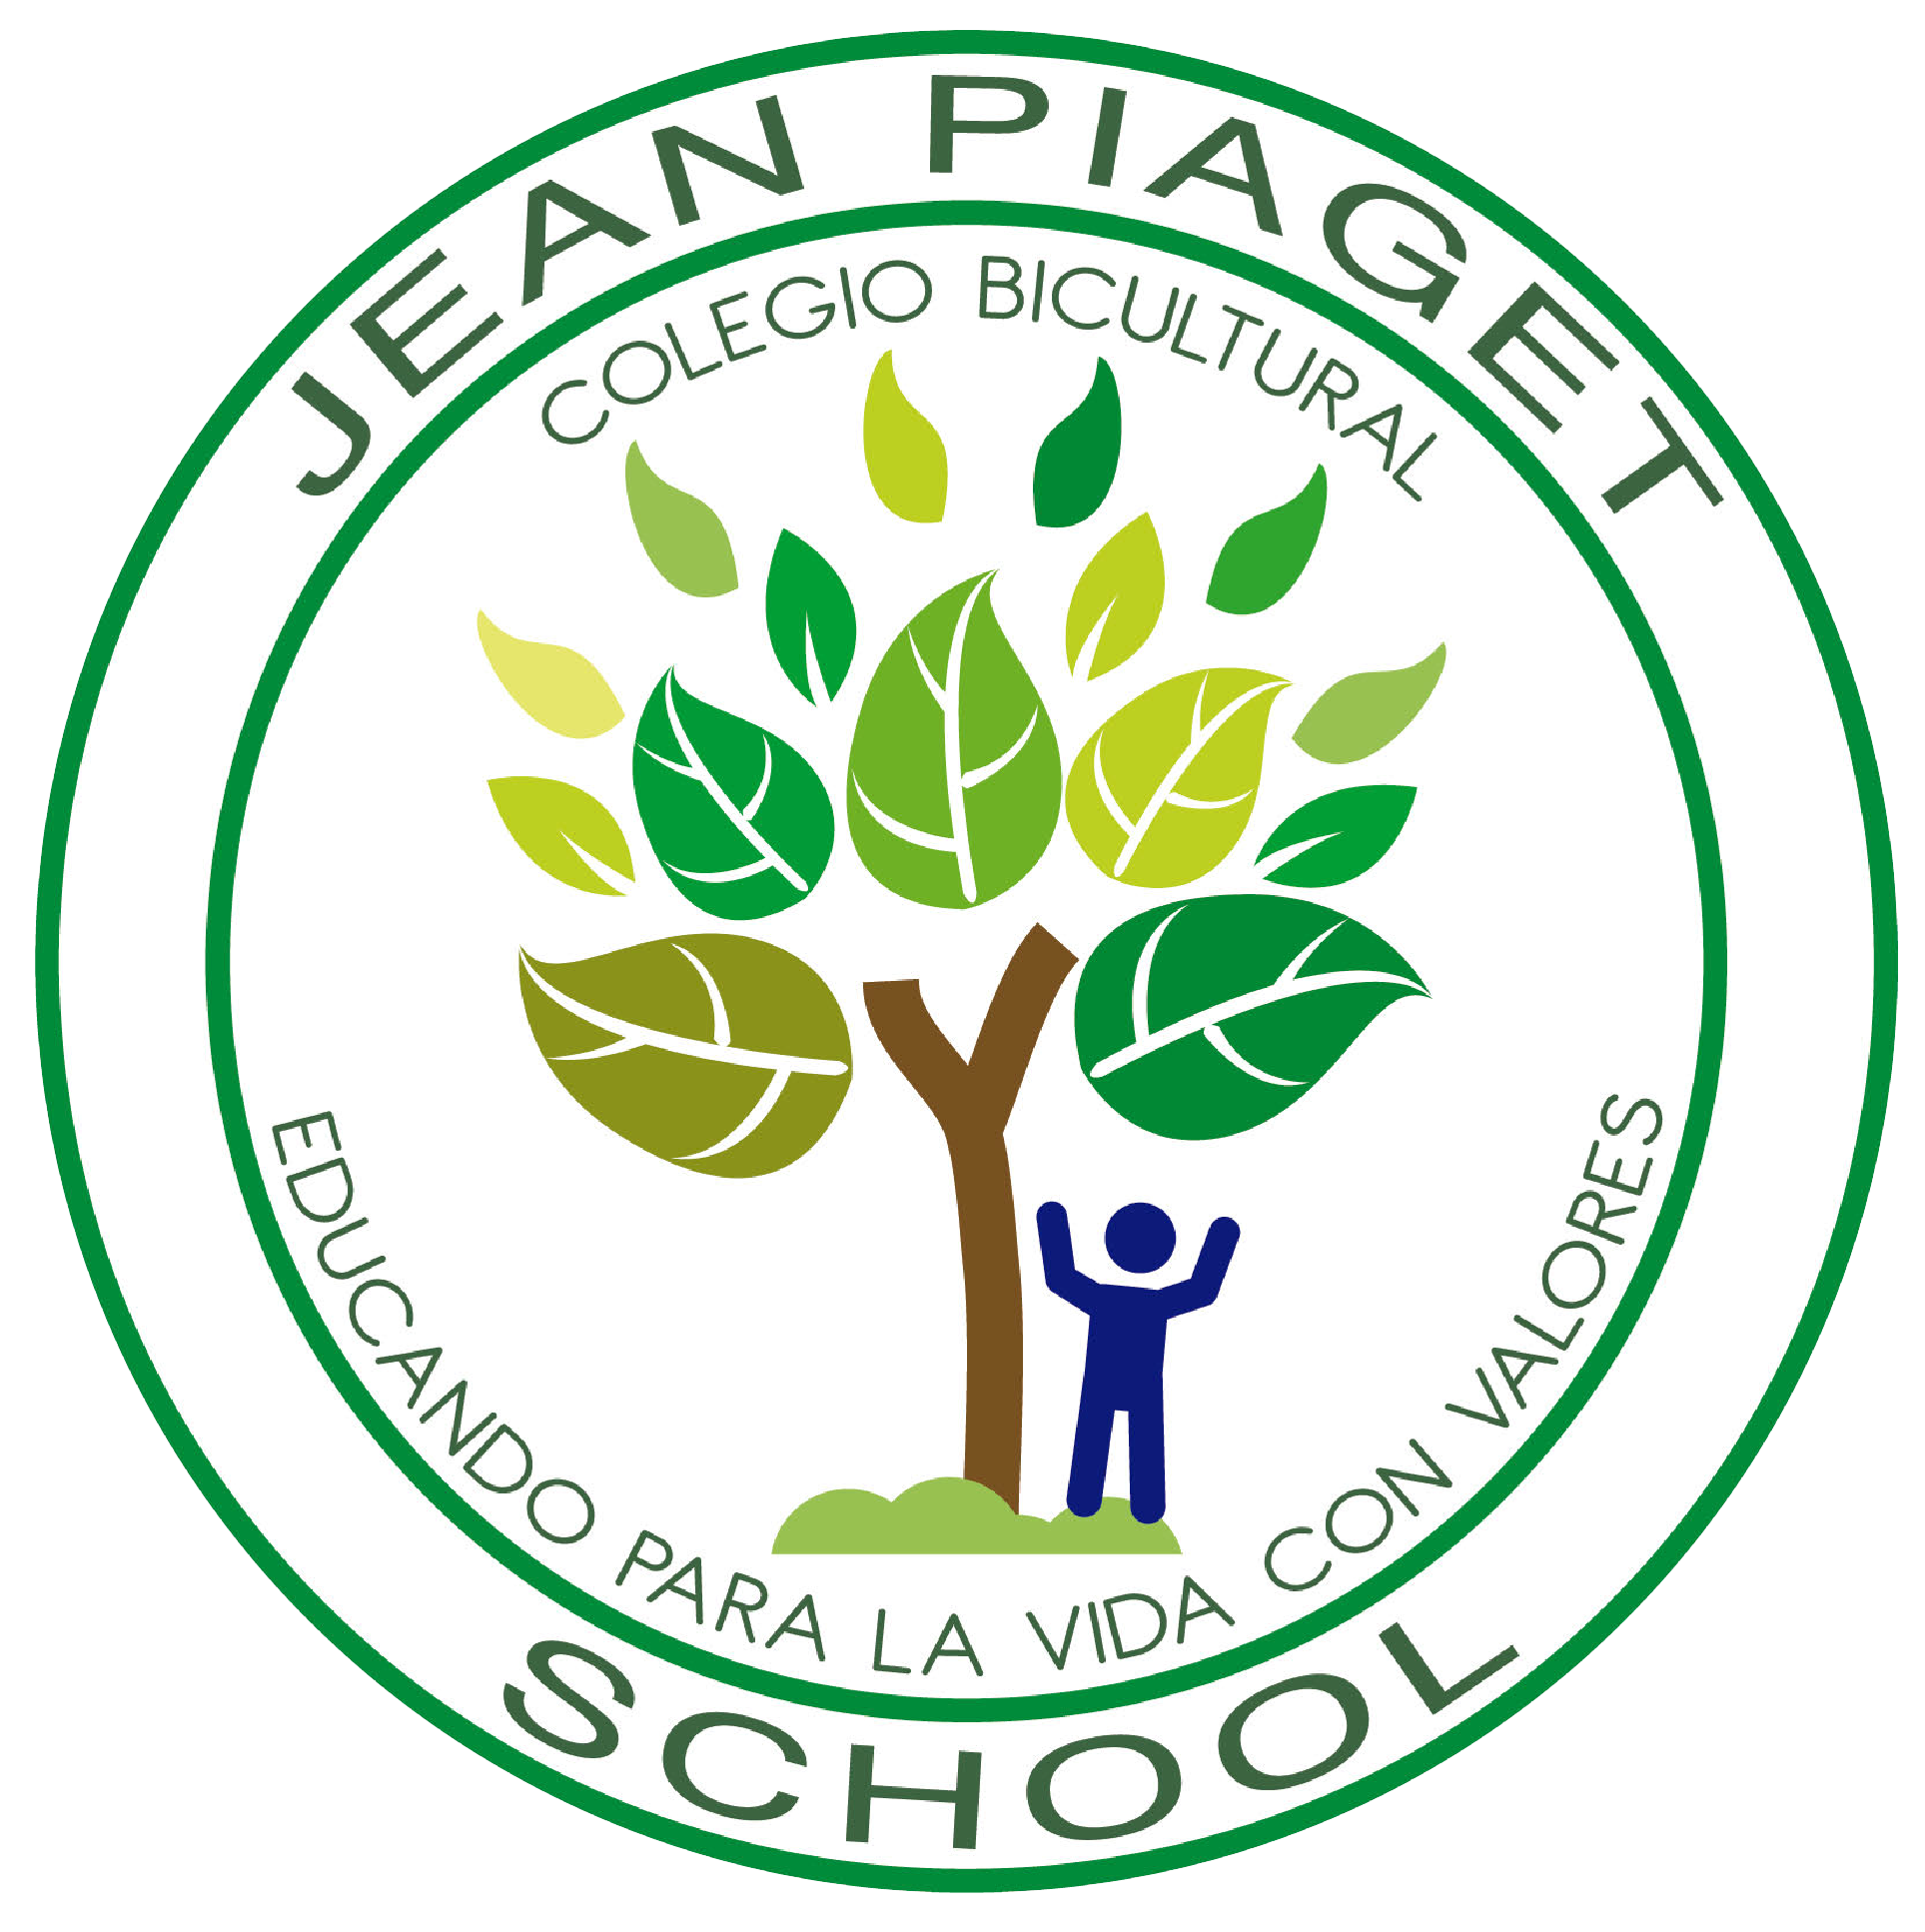 JEAN PIAGET
COLEGIO BICULTURAL
EDUCANDO PARA LA VIDA CON VALORES
SCHOOL